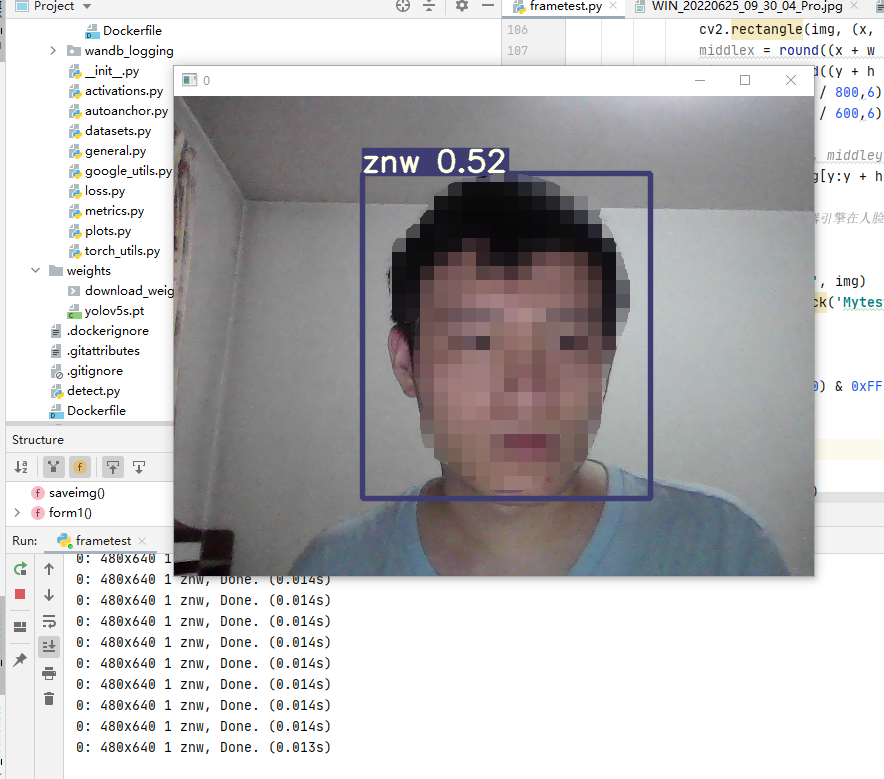 Project
frametest.py
WIN_20220625_09_30_04_Pro.jpg
Dockerfile
wandb_logging
__init__.py
activations.py
autoanchor.py
datasets.py
general.py
google_utils.py
loss.py
metrics.py
plots.py
torch_utils.py
weights
download_weig
yolov5s.pt
.dockerignore
.gitattributes
.gitignore
detect.py
Dockerfile
106
107
cv2.rectangle(img, (x,
middlex = round((x + w
d((y + h
/ 800,6)
/ 600,6)
middley
g[y:y + h
器引擎在人脸
, img)
ck('Mytes
0) & 0xFF
)
0
znw 0.52
Structure
saveimg()
form1()
Run:
frametest
0: 480x640 1
0: 480x640 1 znw, Done. (0.014s)
0: 480x640 1 znw, Done. (0.014s)
0: 480x640 1 znw, Done. (0.014s)
0: 480x640 1 znw, Done. (0.014s)
0: 480x640 1 znw, Done. (0.014s)
0: 480x640 1 znw, Done. (0.014s)
0: 480x640 1 znw, Done. (0.014s)
0: 480x640 1 znw, Done. (0.014s)
0: 480x640 1 znw, Done. (0.013s)